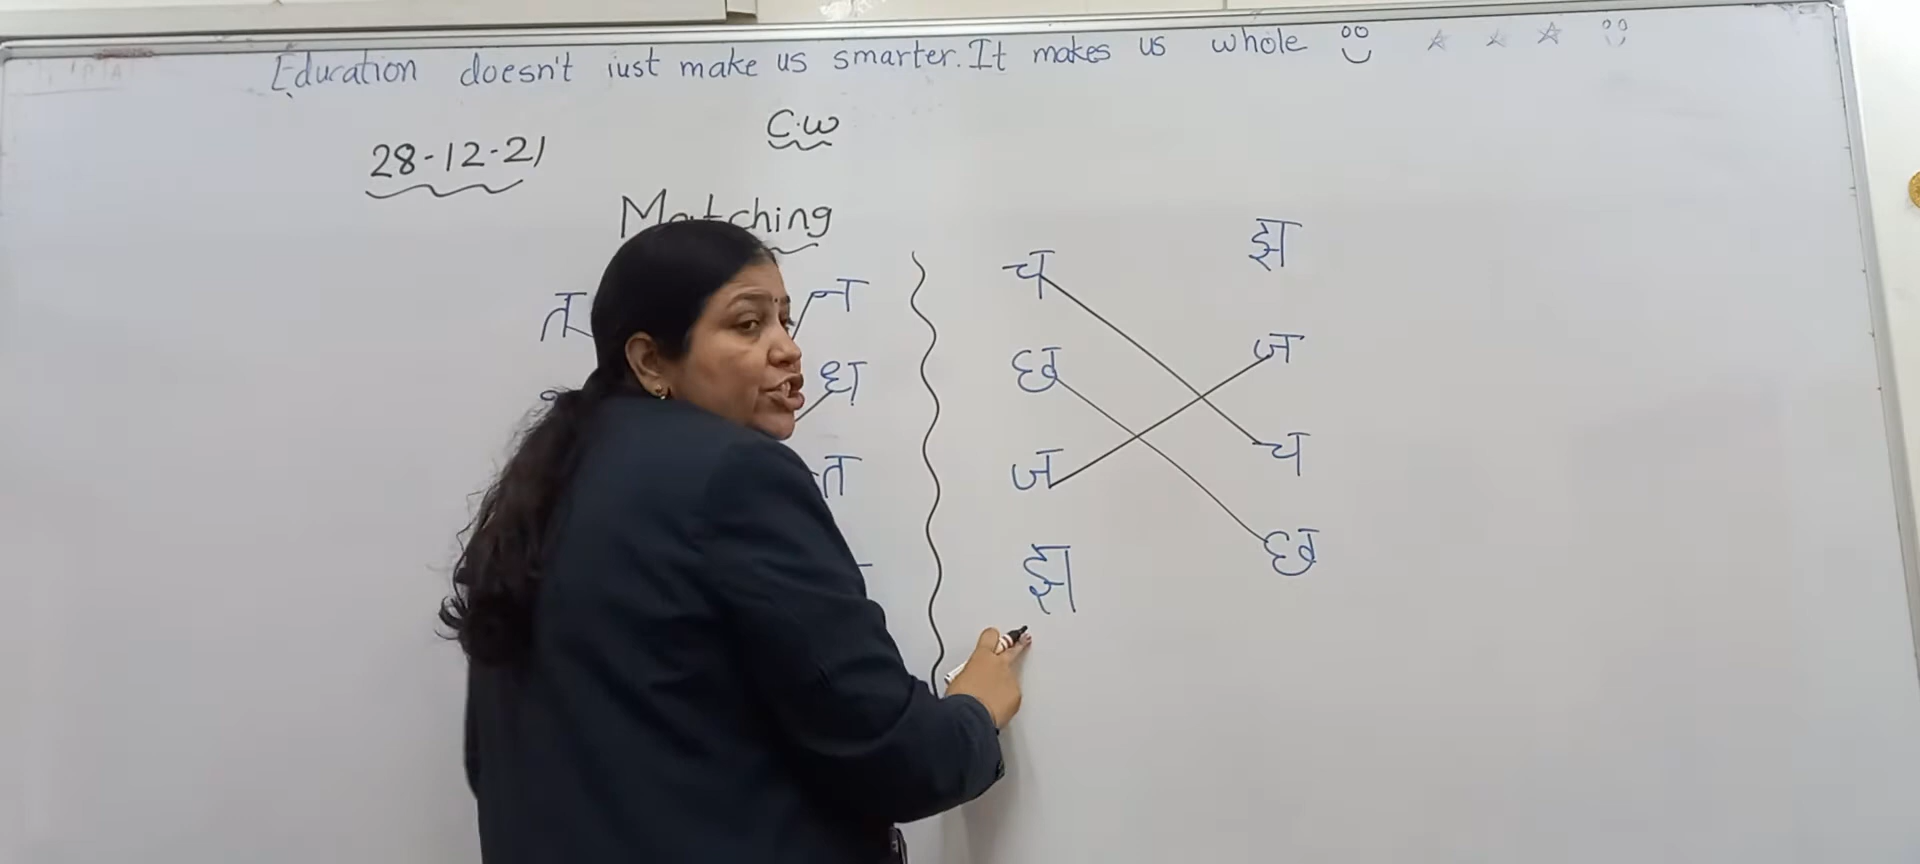 Education doesn't just make us smarter. It makes us whole
28-12-21
C.W
Matching
त न
ध
त
च झ
छ ज
ज च
झ छ